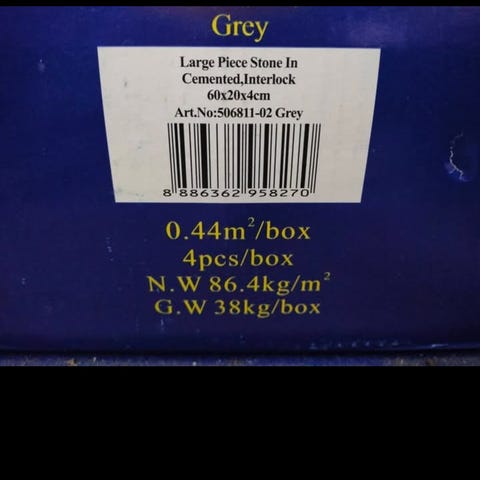 Grey
Large Piece Stone In
Cemented,Interlock
60x20x4cm
Art.No:506811-02 Grey
8 886362 958270
0.44m²/box
4pcs/box
N.W 86.4kg/m²
G.W 38kg/box